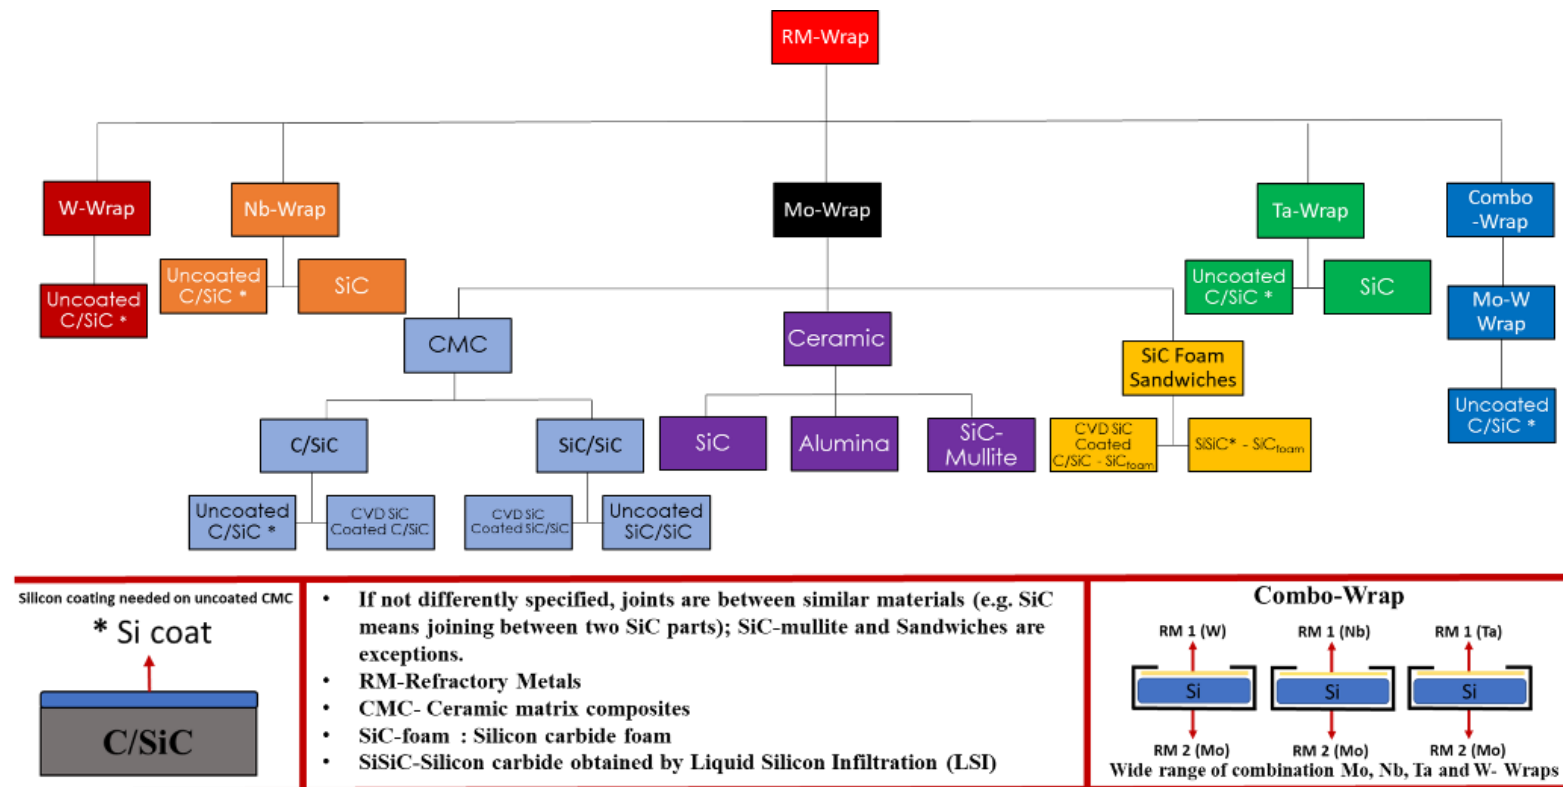 RM-Wrap
W-Wrap
Nb-Wrap
Mo-Wrap
Ta-Wrap
Combo
-Wrap
Uncoated
C/SiC *
Uncoated
C/SiC *
SiC
Uncoated
C/SiC *
SiC
Mo-W
Wrap
Uncoated
C/SiC *
CMC
Ceramic
SiC Foam
Sandwiches
C/SiC
SiC/SiC
SiC
Alumina
SiC-
Mullite
CVD SiC
Coated
C/SiC - SiCfoam
SiSiC* - SiCfoam
Uncoated
C/SiC *
CVD SiC
Coated C/SiC
CVD SiC
Coated SiC/SiC
Uncoated
SiC/SiC
Silicon coating needed on uncoated CMC
* Si coat
C/SiC
• If not differently specified, joints are between similar materials (e.g. SiC
means joining between two SiC parts); SiC-mullite and Sandwiches are
exceptions.
• RM-Refractory Metals
• CMC- Ceramic matrix composites
• SiC-foam : Silicon carbide foam
• SiSiC-Silicon carbide obtained by Liquid Silicon Infiltration (LSI)
Combo-Wrap
RM 1 (W) RM 1 (Nb) RM 1 (Ta)
Si Si Si
RM 2 (Mo) RM 2 (Mo) RM 2 (Mo)
Wide range of combination Mo, Nb, Ta and W- Wraps